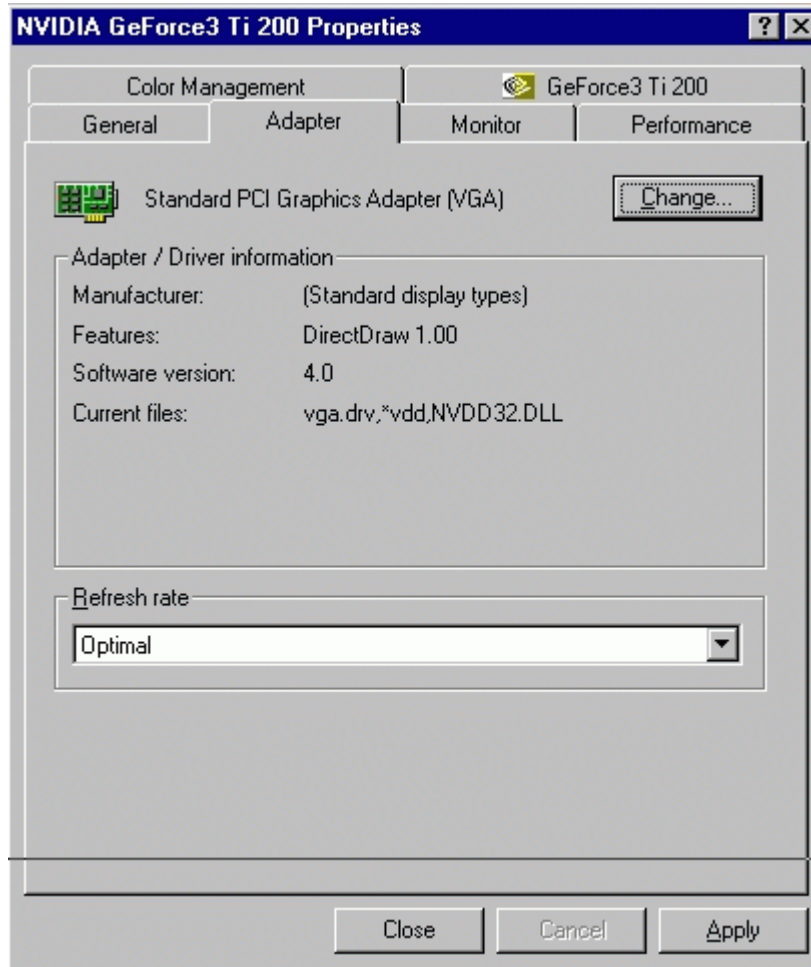 NVIDIA GeForce3 Ti 200 Properties
Color Management
GeForce3 Ti 200
General
Adapter
Monitor
Performance
Standard PCI Graphics Adapter (VGA)
Change...
Adapter / Driver information
Manufacturer: (Standard display types)
Features: DirectDraw 1.00
Software version: 4.0
Current files: vga.drv,*vdd,NVDD32.DLL
Refresh rate
Optimal
Close
Cancel
Apply